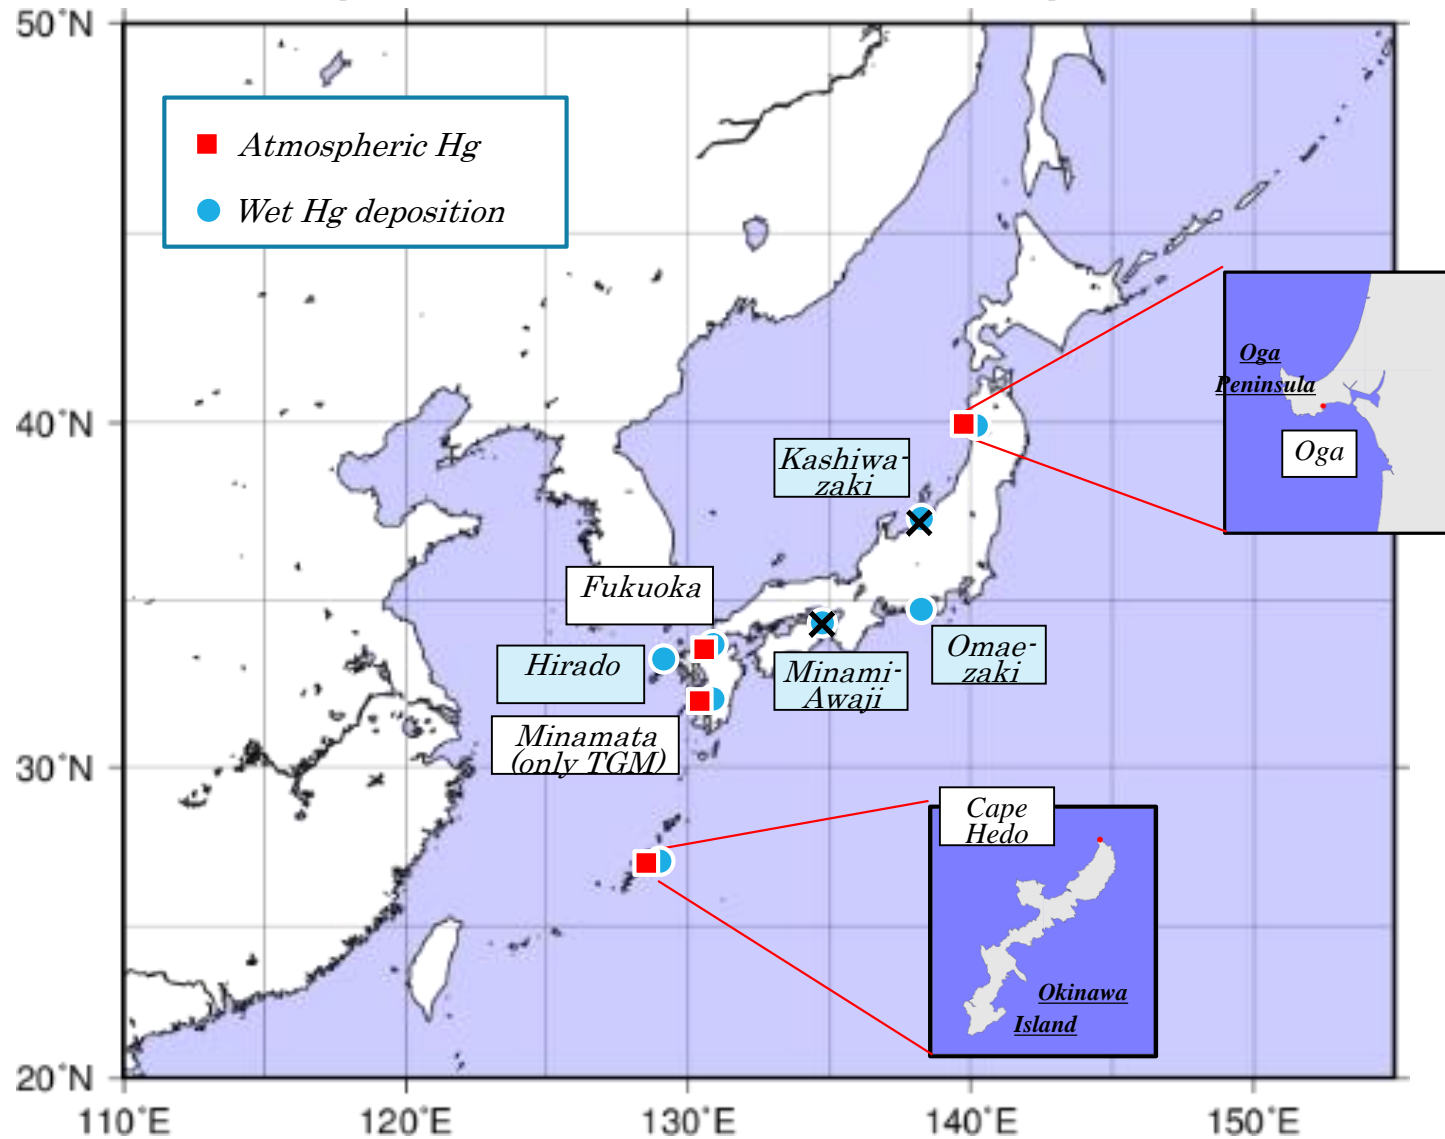 50°N
Atmospheric Hg
Wet Hg deposition
Oga
Peninsula
Oga
40°N
Kashiwa-
zaki
Fukuoka
Hirado
Minami-
Awaji
Omae-
zaki
Minamata
(only TGM)
30°N
Cape
Hedo
Okinawa
Island
20°N
110°E
120°E
130°E
140°E
150°E